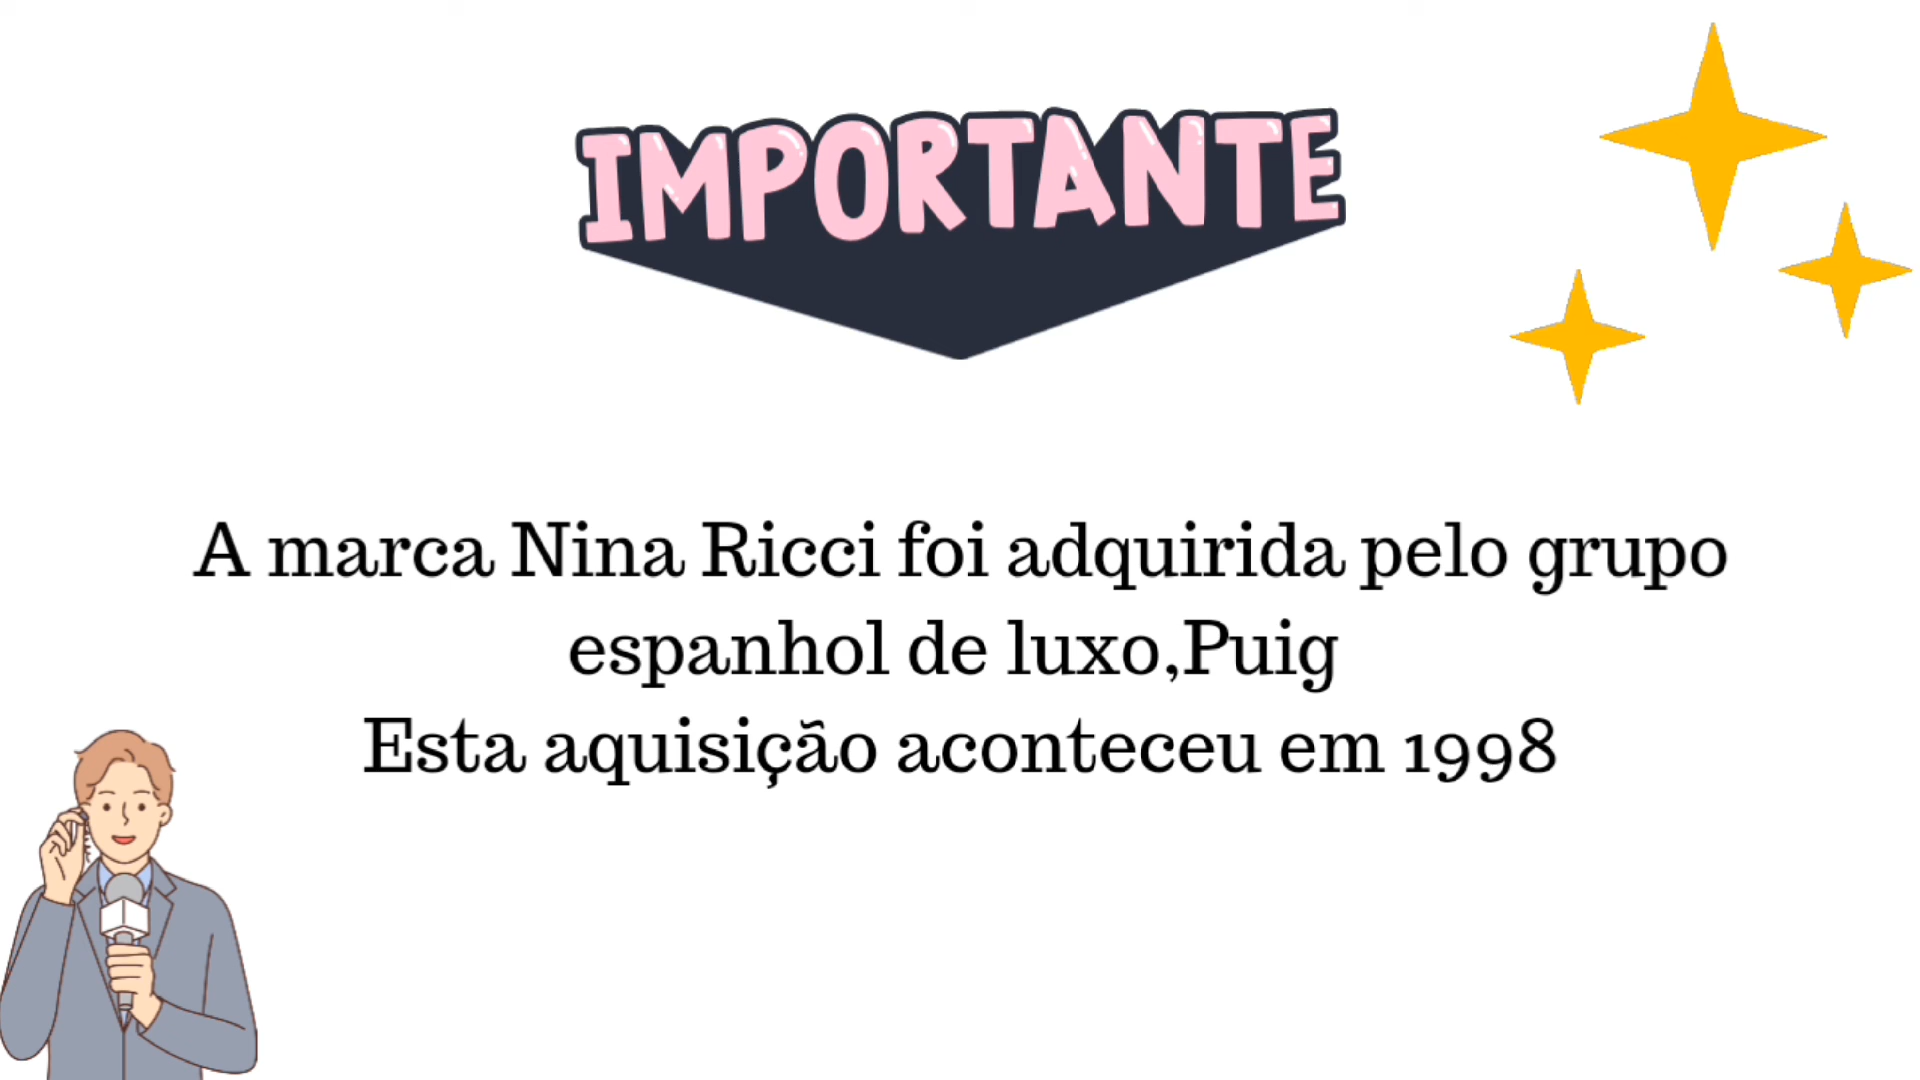 IMPORTANTE
A marca Nina Ricci foi adquirida pelo grupo
espanhol de luxo,Puig
Esta aquisição aconteceu em 1998